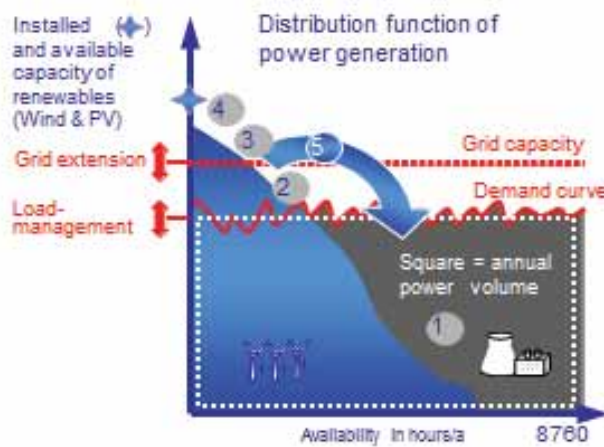 Installed (✦)
and available
capacity of
renewables
(Wind & PV)
Distribution function of
power generation
4
3
(5)
Grid capacity
Grid extension
2
Demand curve
Load-
management
Square = annual
power volume
1
Availability in hours/a
8760